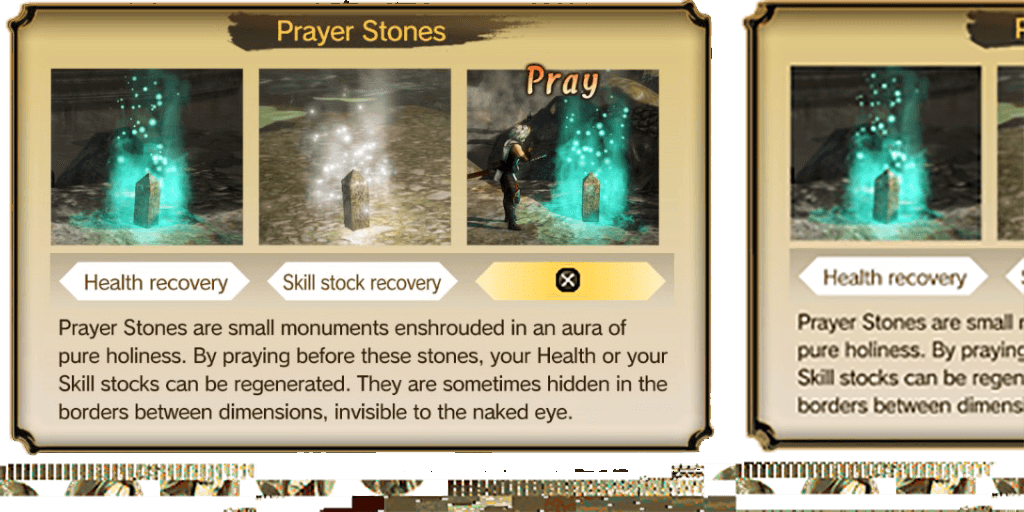 Prayer Stones
Pray
Health recovery
Skill stock recovery
Prayer Stones are small monuments enshrouded in an aura of
pure holiness. By praying before these stones, your Health or your
Skill stocks can be regenerated. They are sometimes hidden in the
borders between dimensions, invisible to the naked eye.
Health recovery
Prayer Stones are small
pure holiness. By praying
Skill stocks can be regen
borders between dimens